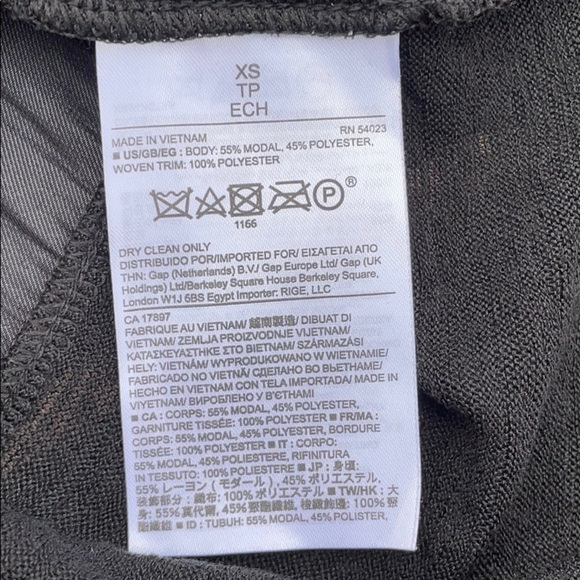 XS
TP
ECH
MADE IN VIETNAM RN 54023
■ US/GB/EG : BODY: 55% MODAL, 45% POLYESTER,
WOVEN TRIM: 100% POLYESTER
P ®
1166
DRY CLEAN ONLY
DISTRIBUIDO POR/IMPORTED FOR/ ΕΙΣΑΓΕΤΑΙ ΑΠΟ
ΤΗΝ: Gap (Netherlands) B.V./ Gap Europe Ltd/ Gap (UK
Holdings) Ltd/Berkeley Square House Berkeley Square,
London W1J 6BS Egypt Importer: RIGE, LLC
CA 17897
FABRIQUÉ AU VIETNAM/ 越南製造/ DIBUAT DI
VIETNAM/ ZEMLJA PROIZVODNJE VIJETNAM/
ΚΑΤΑΣΚΕΥΑΣΤΗΚΕ ΣΤΟ ΒΙΕΤΝΑΜ/ SZÁRMAZÁSI
HELY: VIETNÁM/ WYPRODUKOWANO W WIETNAMIE/
FABRICADO NO VIETNÃ/ СДЕЛАНО ВО ВЬЕТНАМЕ/
HECHO EN VIETNAM CON TELA IMPORTADA/ MADE IN
VIYETNAM/ ВИРОБЛЕНО У В'ЄТНАМІ
■ CA : CORPS: 55% MODAL, 45% POLYESTER,
GARNITURE TISSÉE: 100% POLYESTER ■ FR/MA :
CORPS: 55% MODAL, 45% POLYESTER, BORDURE
TISSÉE: 100% POLYESTER ■ IT : CORPO:
55% MODAL, 45% POLIESTERE, RIFINITURA
IN TESSUTO: 100% POLIESTERE ■ JP : 身頃:
55% レーヨン（モダール）, 45% ポリエステル,
装飾部分：織布: 100% ポリエステル ■ TW/HK : 大
身: 55% 莫代爾, 45% 聚酯纖維, 梭織飾邊: 100%
聚酯纖維 ■ ID : TUBUH: 55% MODAL, 45% POLISTER,